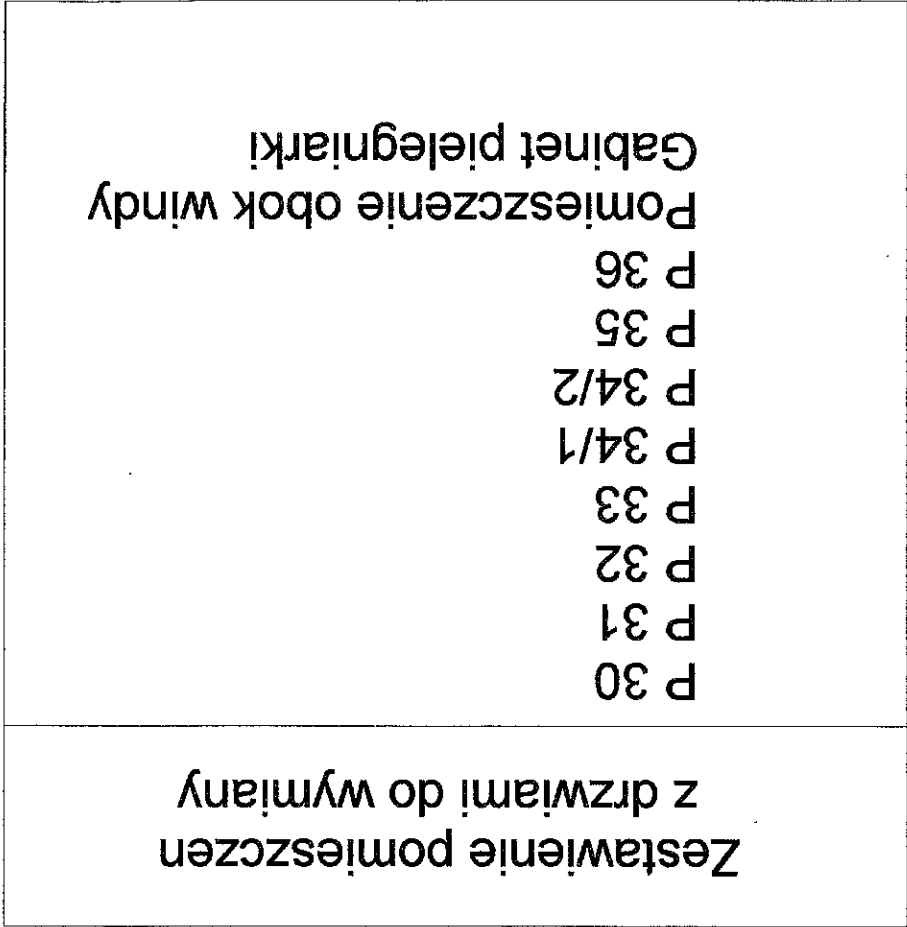 Zestawienie pomieszczen
z drzwiami do wymiany
P 30
P 31
P 32
P 33
P 34/1
P 34/2
P 35
P 36
Pomieszczenie obok windy
Gabinet pielegniarki